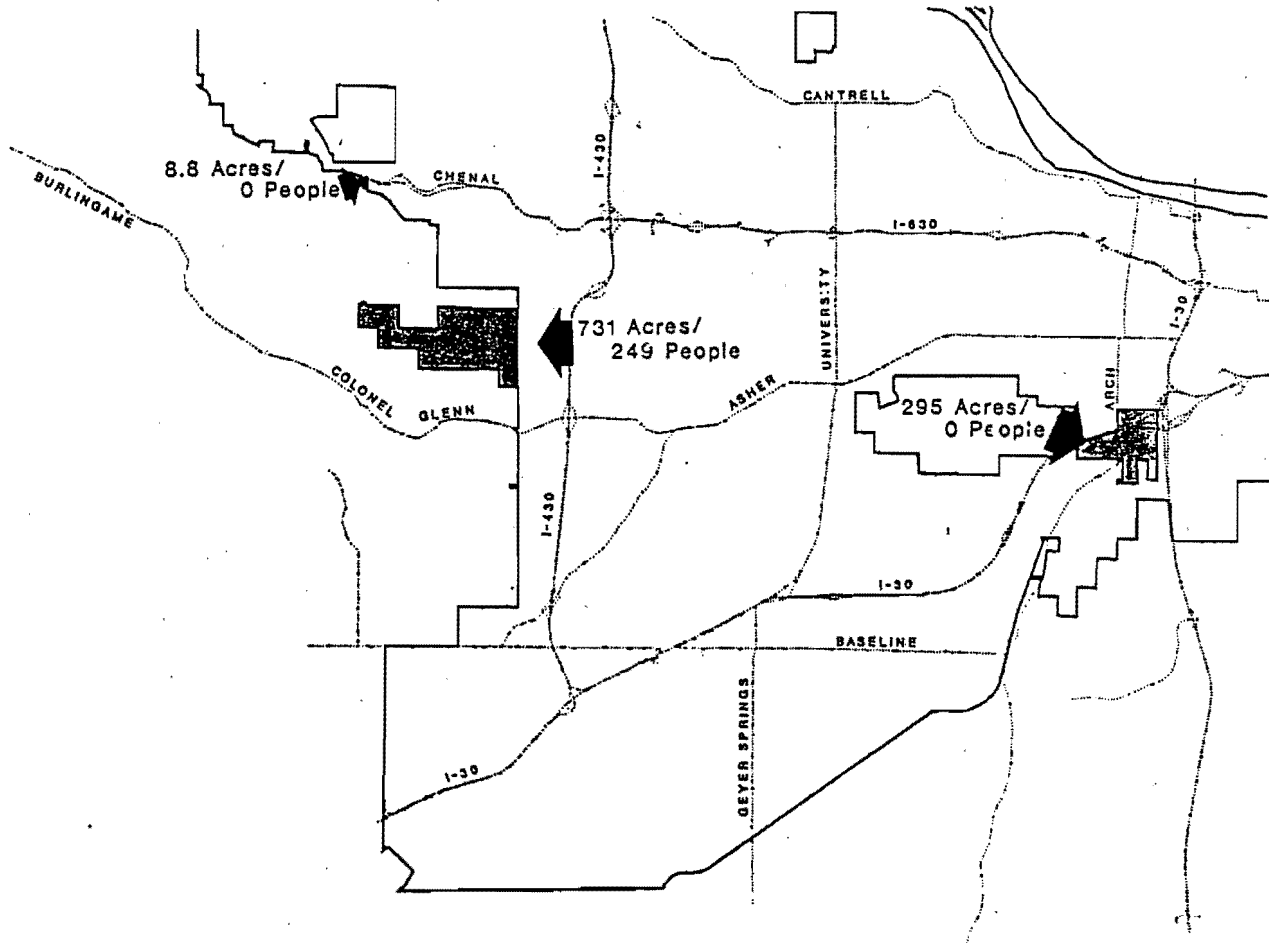 CANTRELL
I-430
8.8 Acres/
0 People
CHENAL
BURLINGAME
I-630
UNIVERSITY
I-30
731 Acres/
249 People
COLONEL
GLENN
ASHER
ARCH
295 Acres/
0 People
I-430
I-30
BASELINE
GEYER SPRINGS
I-30